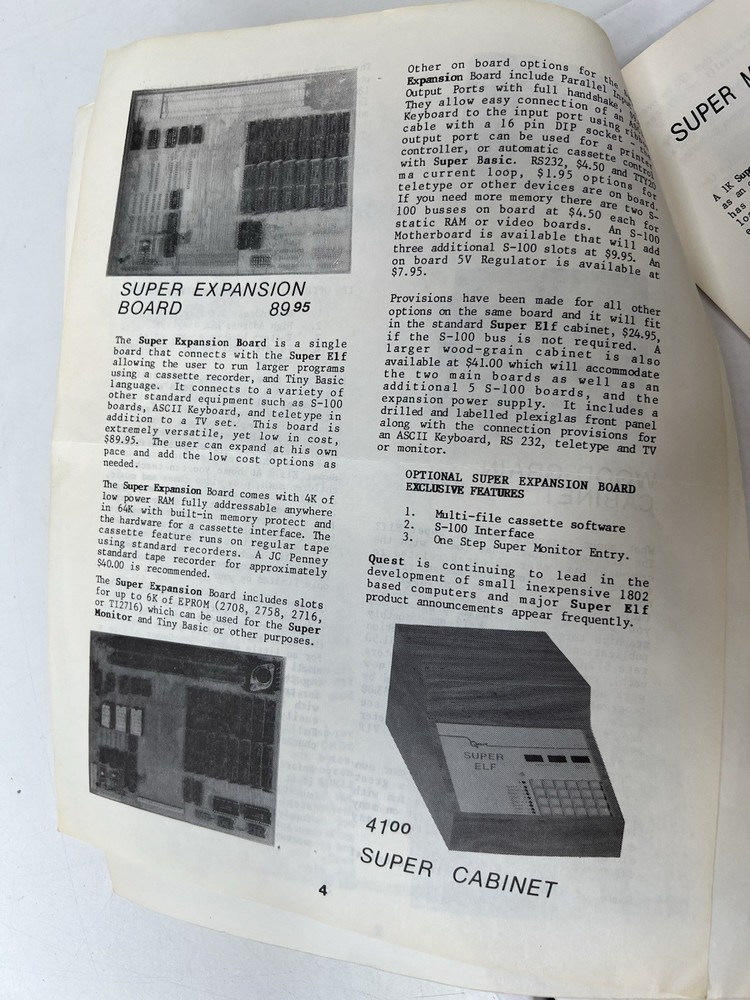 SUPER EXPANSION
BOARD 89 95
The Super Expansion Board is a single
board that connects with the Super Elf
allowing the user to run larger programs
using a cassette recorder, and Tiny Basic
language. It connects to a variety of
other standard equipment such as S-100
boards, ASCII Keyboard, and teletype in
addition to a TV set. This board is
extremely versatile, yet low in cost,
$89.95. The user can expand at his own
pace and add the low cost options as
needed.
The Super Expansion Board comes with 4K of
low power RAM fully addressable anywhere
in 64K with built-in memory protect and
the hardware for a cassette interface. The
cassette feature runs on regular tape
using standard recorders. A JC Penney
standard tape recorder for approximately
$40.00 is recommended.
The Super Expansion Board includes slots
for up to 6K of EPROM (2708, 2758, 2716,
or TI2716) which can be used for the Super
Monitor and Tiny Basic or other purposes.
Other on board options for the
Expansion Board include Parallel
Output Ports with full handshake,
They allow easy connection of an
Keyboard to the input port using
cable with a 16 pin DIP socket
output port can be used for a printer
controller, or automatic cassette control
with Super Basic. RS232, $4.50 and TTY20
ma current loop, $1.95 options for
teletype or other devices are on board.
If you need more memory there are two S-
100 busses on board at $4.50 each for
static RAM or video boards. An S-100
Motherboard is available that will add
three additional S-100 slots at $9.95. An
on board 5V Regulator is available at
$7.95.
Provisions have been made for all other
options on the same board and it will fit
in the standard Super Elf cabinet, $24.95,
if the S-100 bus is not required. A
larger wood-grain cabinet is also
available at $41.00 which will accommodate
the two main boards as well as an
additional 5 S-100 boards, and the
expansion power supply. It includes a
drilled and labelled plexiglas front panel
along with the connection provisions for
an ASCII Keyboard, RS 232, teletype and TV
or monitor.
OPTIONAL SUPER EXPANSION BOARD
EXCLUSIVE FEATURES
1. Multi-file cassette software
2. S-100 Interface
3. One Step Super Monitor Entry.
Quest is continuing to lead in the
development of small inexpensive 1802
based computers and major Super Elf
product announcements appear frequently.
SUPER
ELF
4100
SUPER CABINET
4
SUPER
A 1K
as an
has